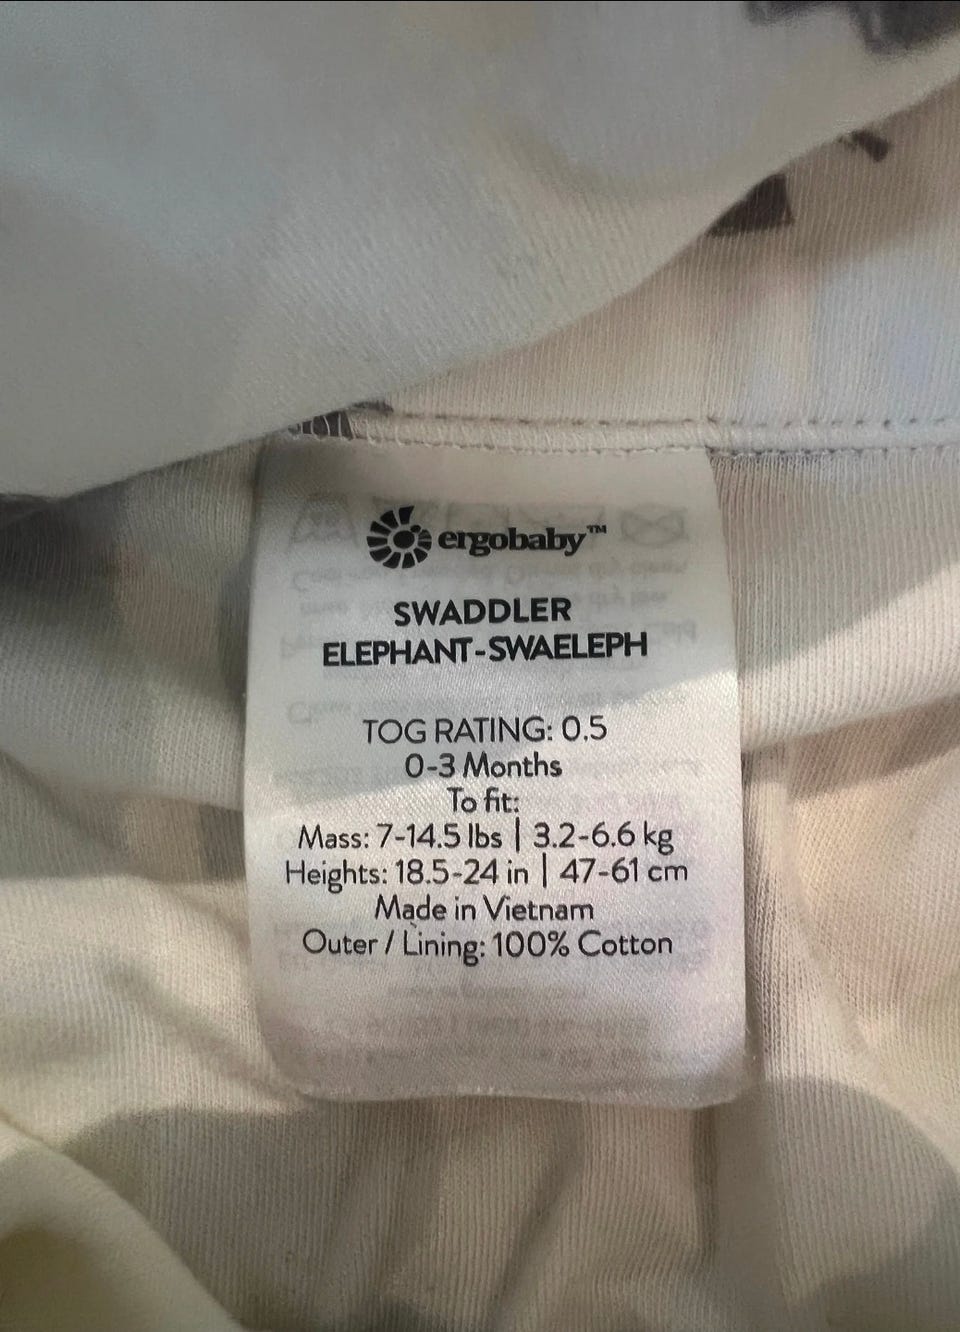 ergobaby™
SWADDLER
ELEPHANT-SWAELEPH
TOG RATING: 0.5
0-3 Months
To fit:
Mass: 7-14.5 lbs | 3.2-6.6 kg
Heights: 18.5-24 in | 47-61 cm
Made in Vietnam
Outer / Lining: 100% Cotton